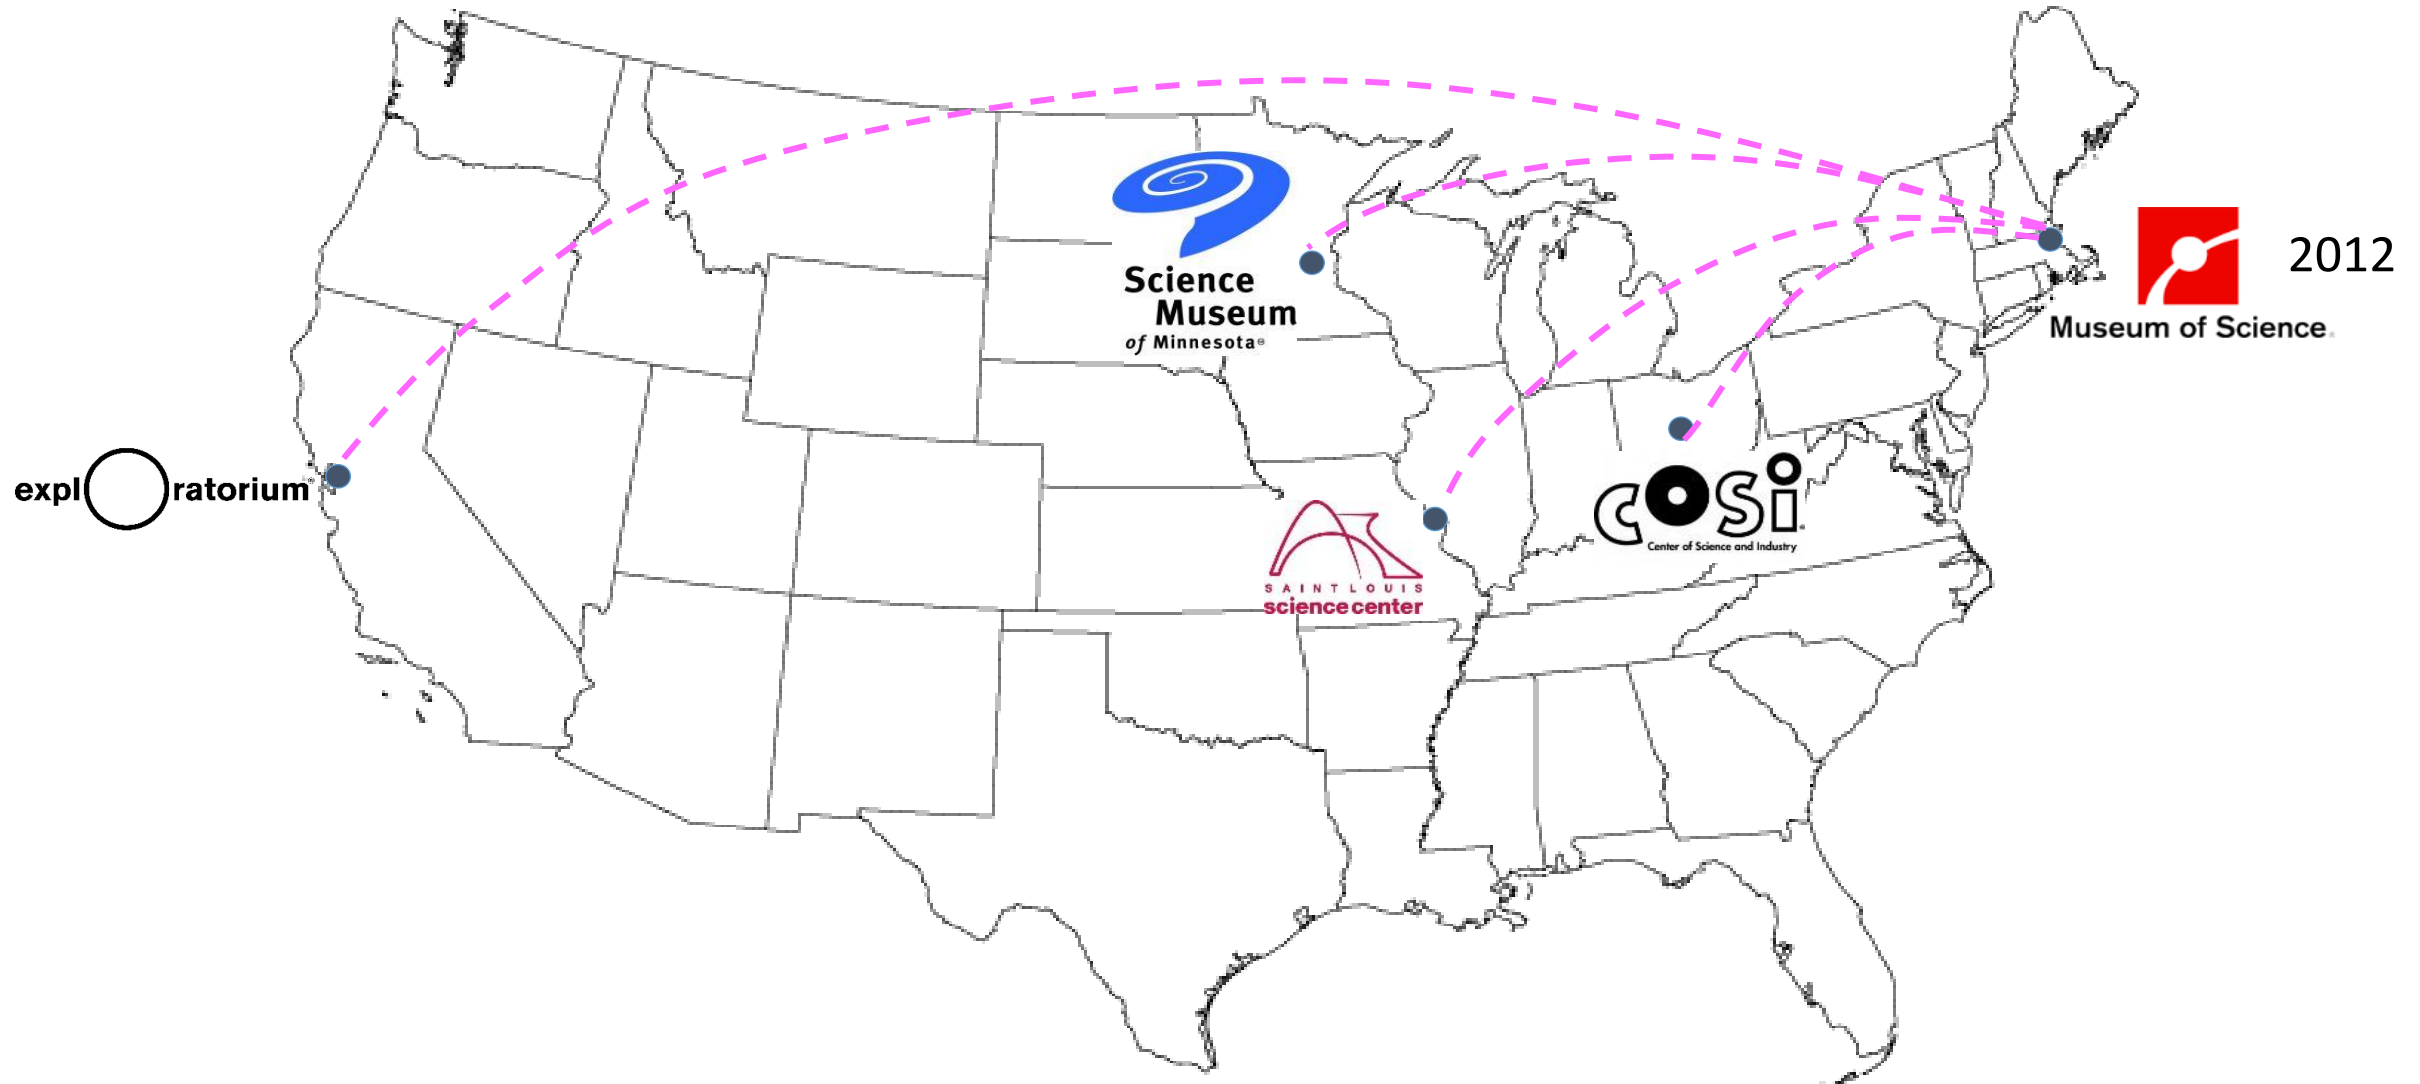 Science
Museum
of Minnesota®
2012
Museum of Science.
expl ratorium®
COSi
Center of Science and Industry
SAINT LOUIS
science center